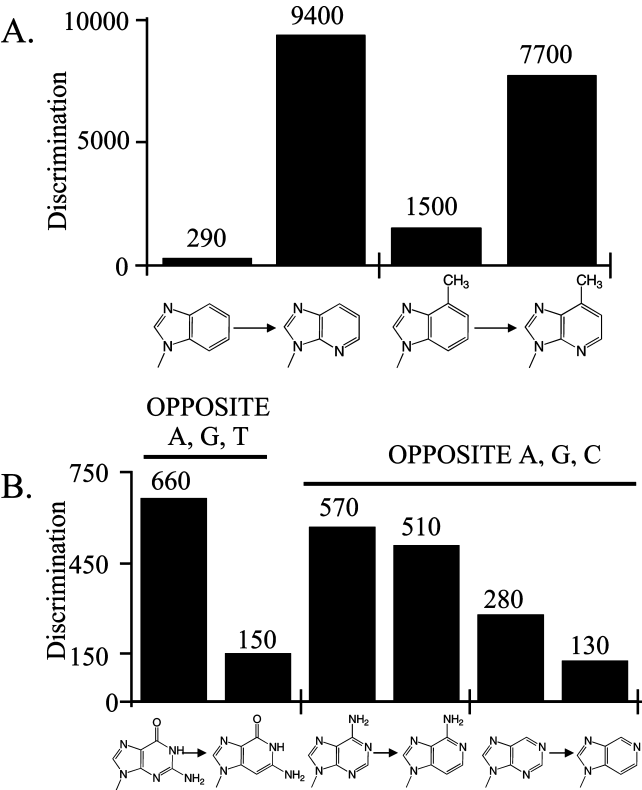 A.
10000
5000
0
Discrimination
290
9400
1500
7700
N
N
N
N
N
CH3
N
N
CH3
N
N
N
B.
OPPOSITE
A, G, T
OPPOSITE A, G, C
750
450
150
0
Discrimination
660
150
570
510
280
130
O
N
NH
N
N
NH2
O
N
NH
N
NH2
NH2
N
N
N
N
NH2
N
N
N
N
N
N
N
N
N
N